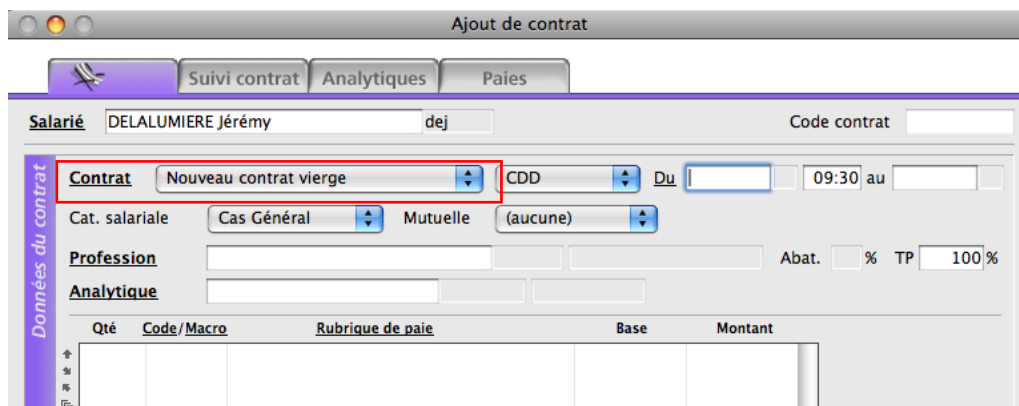 Ajout de contrat
Suivi contrat Analytiques Paies
Salarié DELALUMIERE Jérémy dej Code contrat
Données du contrat
Contrat Nouveau contrat vierge CDD Du 09:30 au
Cat. salariale Cas Général Mutuelle (aucune)
Profession Abat. % TP 100 %
Analytique
Qté Code/Macro Rubrique de paie Base Montant